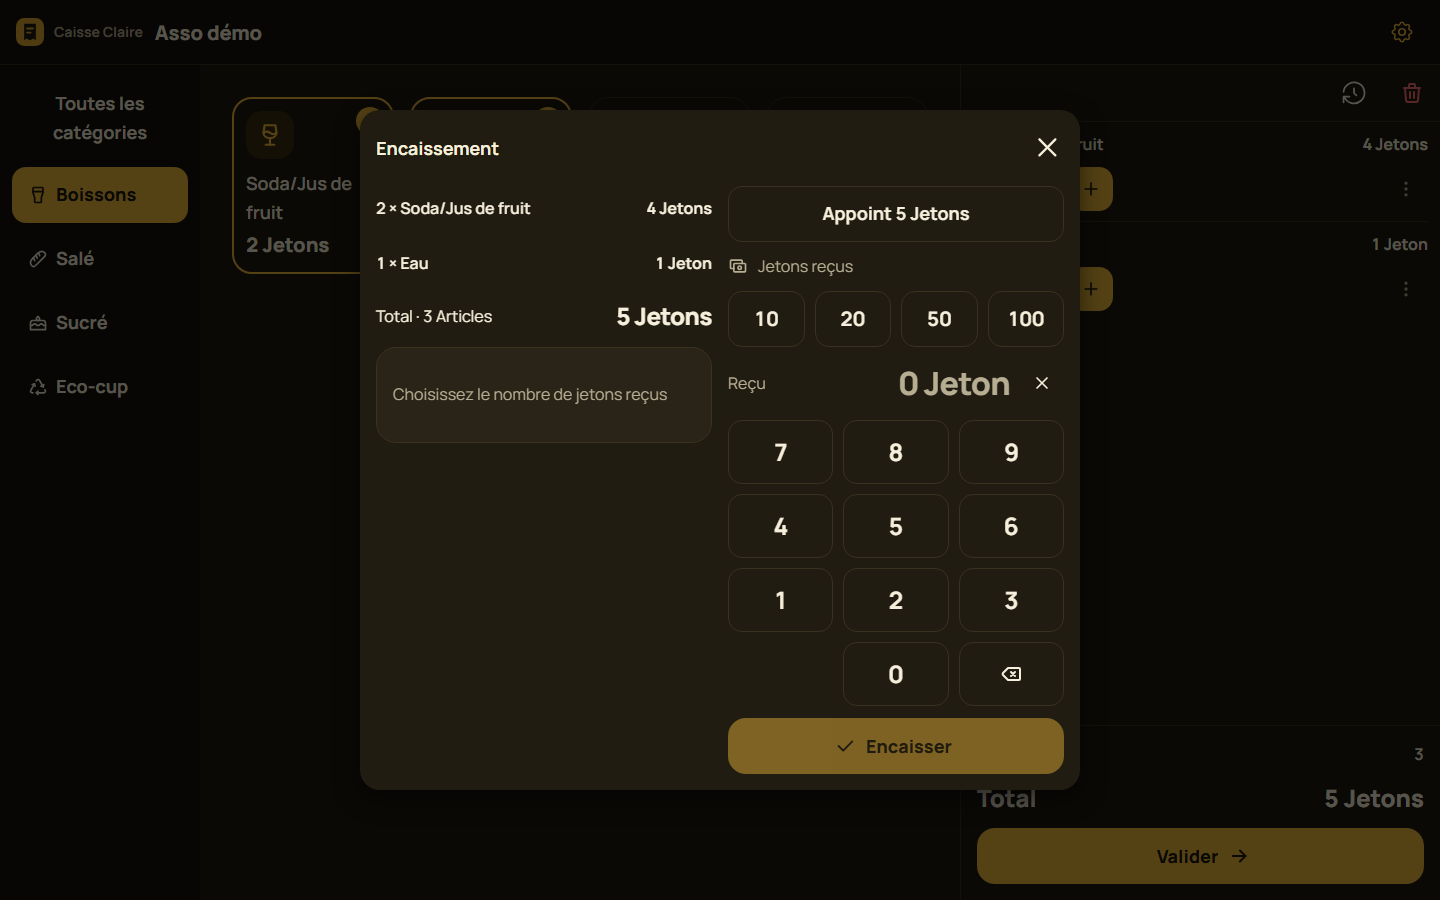 Caisse Claire Asso démo
Toutes les
catégories
Boissons
Salé
Sucré
Eco-cup
Soda/Jus de
fruit
2 Jetons
Encaissement
2 × Soda/Jus de fruit 4 Jetons
1 × Eau 1 Jeton
Total · 3 Articles 5 Jetons
Choisissez le nombre de jetons reçus
Appoint 5 Jetons
Jetons reçus
10 20 50 100
Reçu 0 Jeton
7 8 9
4 5 6
1 2 3
0
Encaisser
4 Jetons
+
1 Jeton
+
3
Total 5 Jetons
Valider